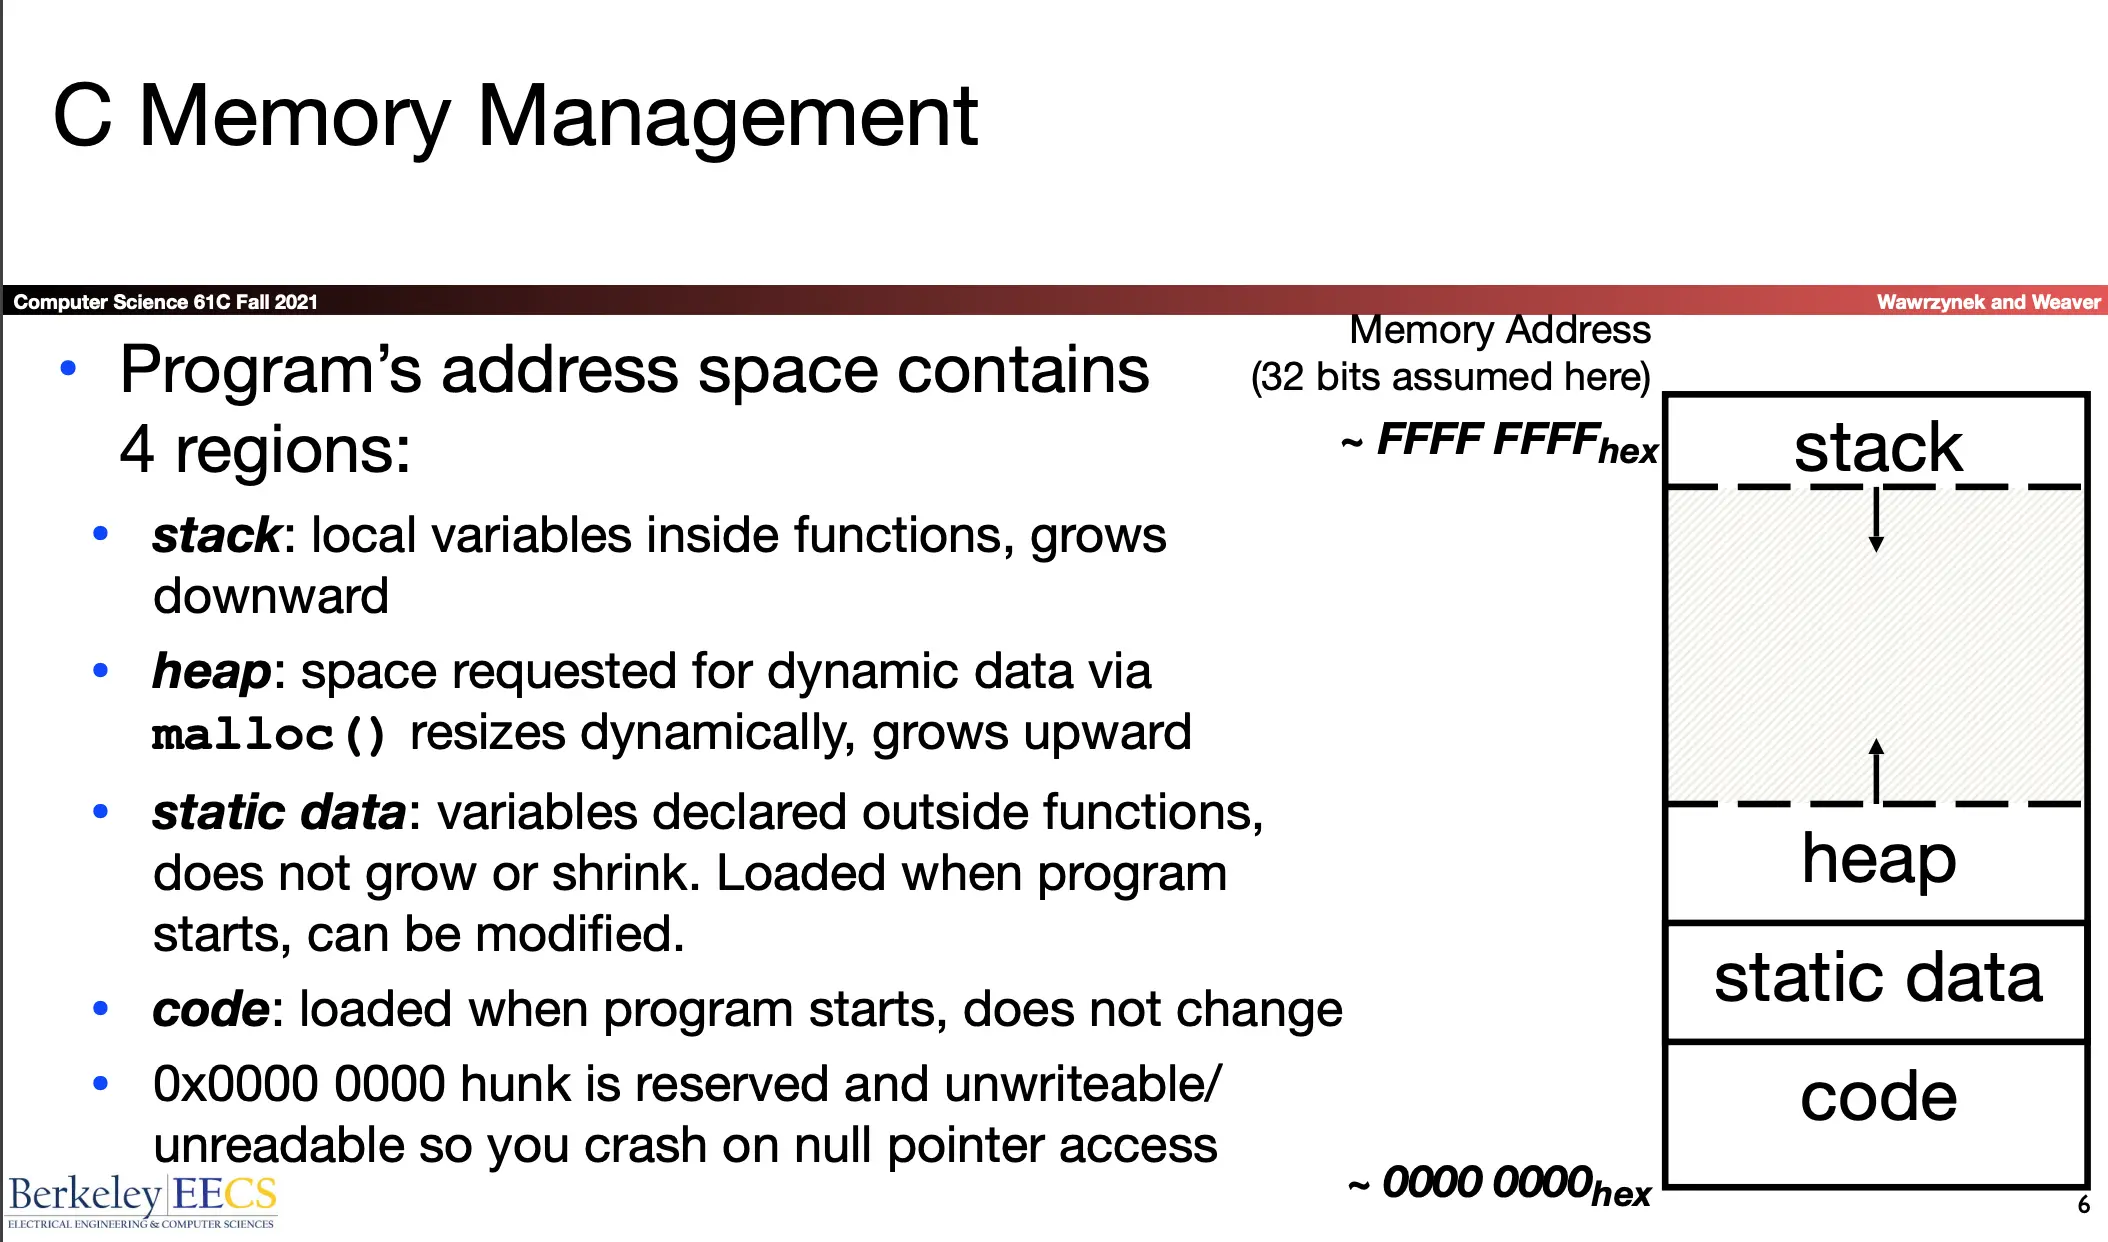 C Memory Management
Computer Science 61C Fall 2021
Wawrzynek and Weaver
• Program’s address space contains
4 regions:
• stack: local variables inside functions, grows
downward
• heap: space requested for dynamic data via
malloc() resizes dynamically, grows upward
• static data: variables declared outside functions,
does not grow or shrink. Loaded when program
starts, can be modified.
• code: loaded when program starts, does not change
• 0x0000 0000 hunk is reserved and unwriteable/
unreadable so you crash on null pointer access
Memory Address
(32 bits assumed here)
~ FFFF FFFFhex
stack
heap
static data
code
~ 0000 0000hex
Berkeley EECS
ELECTRICAL ENGINEERING & COMPUTER SCIENCES
6